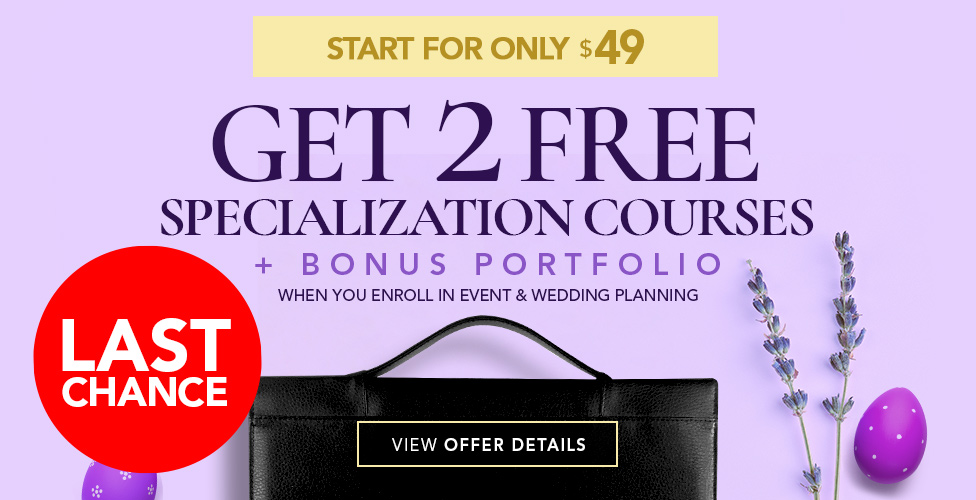 START FOR ONLY $49
GET 2 FREE
SPECIALIZATION COURSES
+ BONUS PORTFOLIO
WHEN YOU ENROLL IN EVENT & WEDDING PLANNING
LAST
CHANCE
VIEW OFFER DETAILS